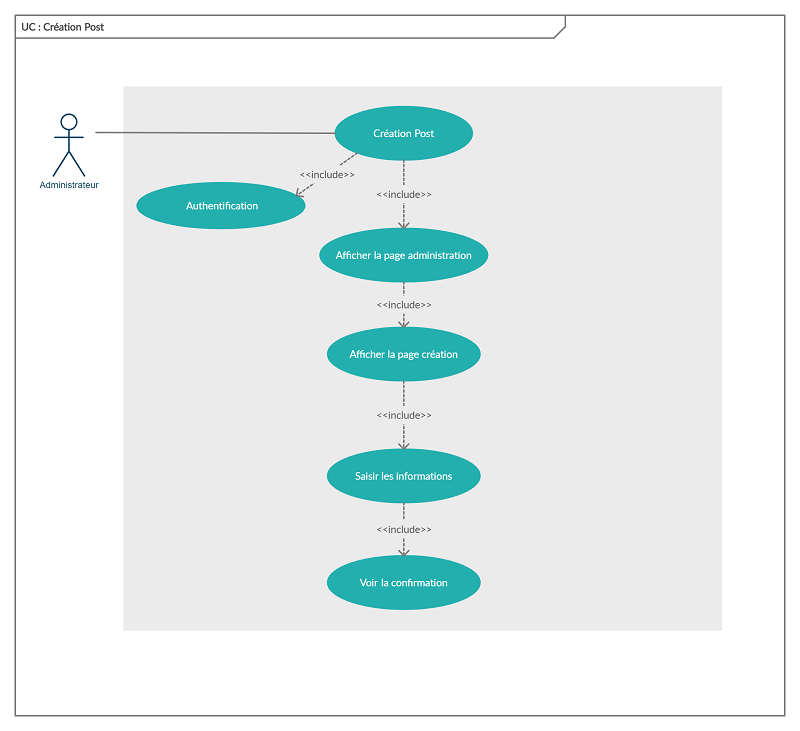 UC : Création Post
Création Post
<<include>>
<<include>>
Administrateur
Authentification
Afficher la page administration
<<include>>
Afficher la page création
<<include>>
Saisir les informations
<<include>>
Voir la confirmation